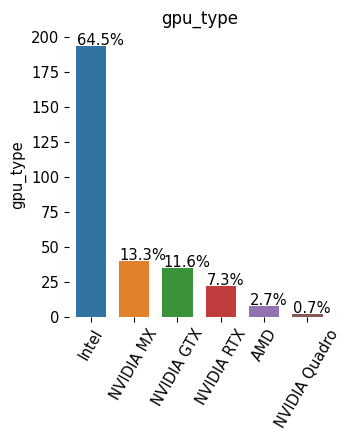 gpu_type
gpu_type
200
175
150
125
100
75
50
25
0
64.5%
13.3%
11.6%
7.3%
2.7%
0.7%
Intel
NVIDIA MX
NVIDIA GTX
NVIDIA RTX
AMD
NVIDIA Quadro